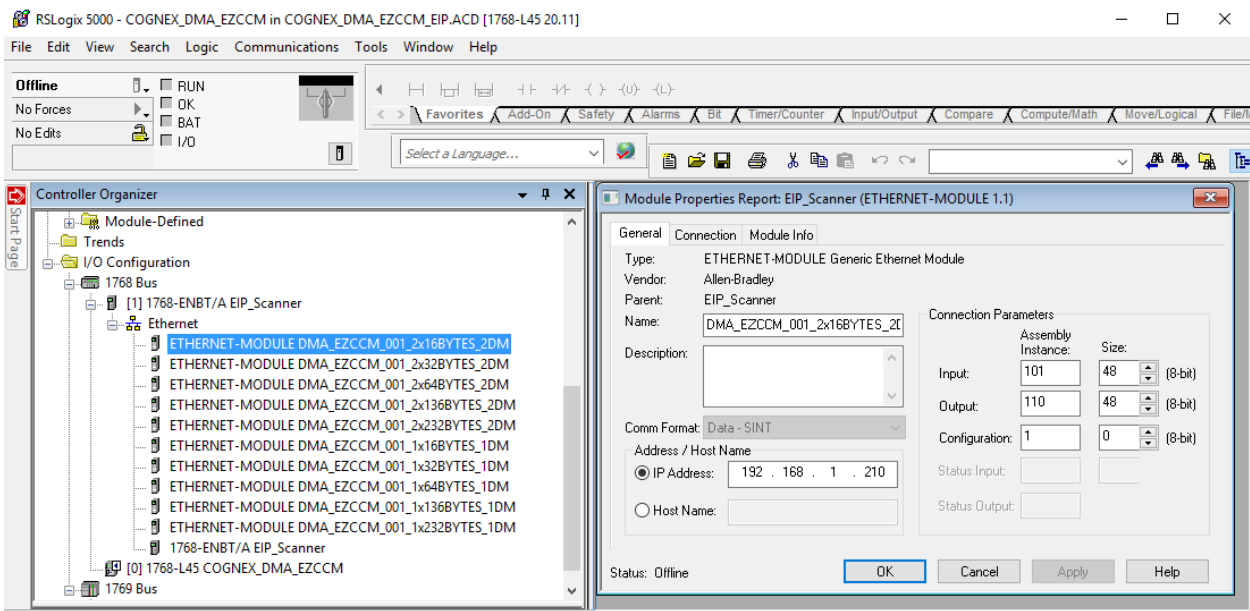 RSLogix 5000 - COGNEX_DMA_EZCCM in COGNEX_DMA_EZCCM_EIP.ACD [1768-L45 20.11]
File Edit View Search Logic Communications Tools Window Help
Offline
No Forces
No Edits
RUN
OK
BAT
I/O
Favorites Add-On Safety Alarms Bit Timer/Counter Input/Output Compare Compute/Math Move/Logical
Select a Language...
Start Page
Controller Organizer
Module-Defined
Trends
I/O Configuration
1768 Bus
[1] 1768-ENBT/A EIP_Scanner
Ethernet
ETHERNET-MODULE DMA_EZCCM_001_2x16BYTES_2DM
ETHERNET-MODULE DMA_EZCCM_001_2x32BYTES_2DM
ETHERNET-MODULE DMA_EZCCM_001_2x64BYTES_2DM
ETHERNET-MODULE DMA_EZCCM_001_2x136BYTES_2DM
ETHERNET-MODULE DMA_EZCCM_001_2x232BYTES_2DM
ETHERNET-MODULE DMA_EZCCM_001_1x16BYTES_1DM
ETHERNET-MODULE DMA_EZCCM_001_1x32BYTES_1DM
ETHERNET-MODULE DMA_EZCCM_001_1x64BYTES_1DM
ETHERNET-MODULE DMA_EZCCM_001_1x136BYTES_1DM
ETHERNET-MODULE DMA_EZCCM_001_1x232BYTES_1DM
1768-ENBT/A EIP_Scanner
[0] 1768-L45 COGNEX_DMA_EZCCM
1769 Bus
Module Properties Report: EIP_Scanner (ETHERNET-MODULE 1.1)
General Connection Module Info
Type: ETHERNET-MODULE Generic Ethernet Module
Vendor: Allen-Bradley
Parent: EIP_Scanner
Name: DMA_EZCCM_001_2x16BYTES_2D
Description:
Comm Format: Data - SINT
Address / Host Name
IP Address: 192 . 168 . 1 . 210
Host Name:
Connection Parameters
Assembly Instance: Size:
Input: 101 48 (8-bit)
Output: 110 48 (8-bit)
Configuration: 1 0 (8-bit)
Status Input:
Status Output:
Status: Offline
OK Cancel Apply Help